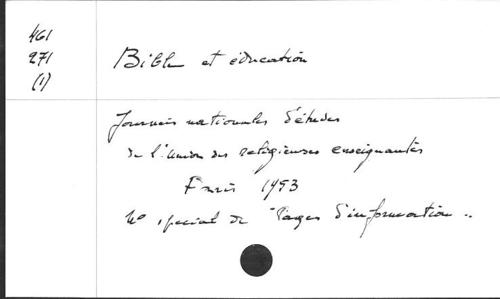 461
271
(1)
Bible et éducation
Journées nationales d'études
de l'Union des religieuses enseignantes
Paris 1953
N° spécial de "Pages d'information"..